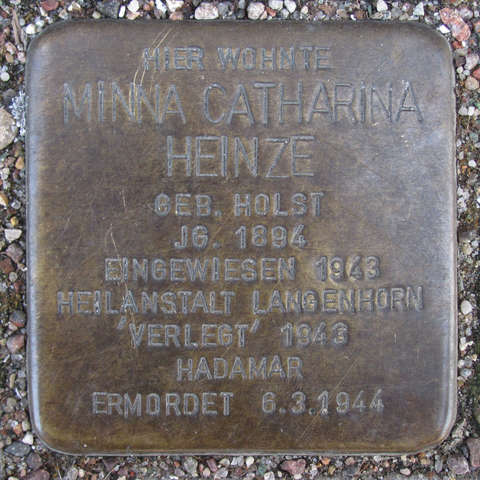 HIER WOHNTE
MINNA CATHARINA
HEINZE
GEB. HOLST
JG. 1894
EINGEWIESEN 1943
HEILANSTALT LANGENHORN
'VERLEGT' 1943
HADAMAR
ERMORDET 6.3.1944